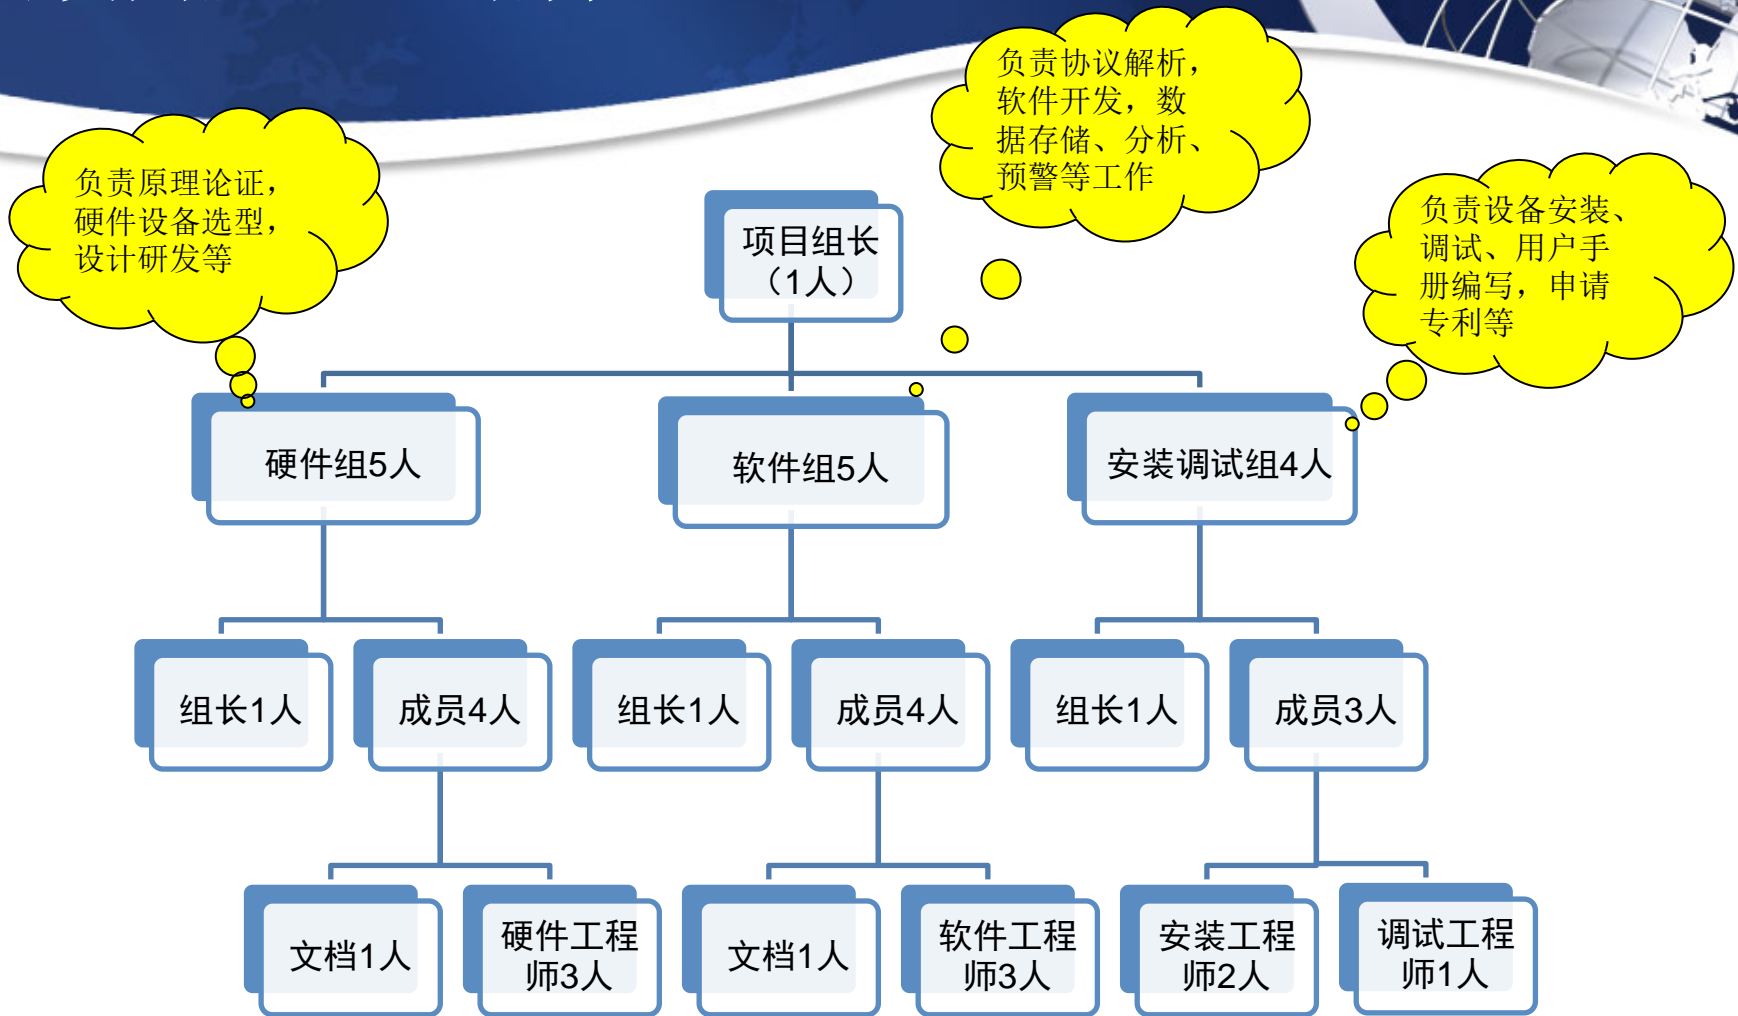 负责协议解析，
软件开发，数
据存储、分析、
预警等工作
负责原理论证，
硬件设备选型，
设计研发等
负责设备安装、
调试、用户手
册编写，申请
专利等
项目组长
（1人）
硬件组5人
软件组5人
安装调试组4人
组长1人
成员4人
组长1人
成员4人
组长1人
成员3人
文档1人
硬件工程
师3人
文档1人
软件工程
师3人
安装工程
师2人
调试工程
师1人